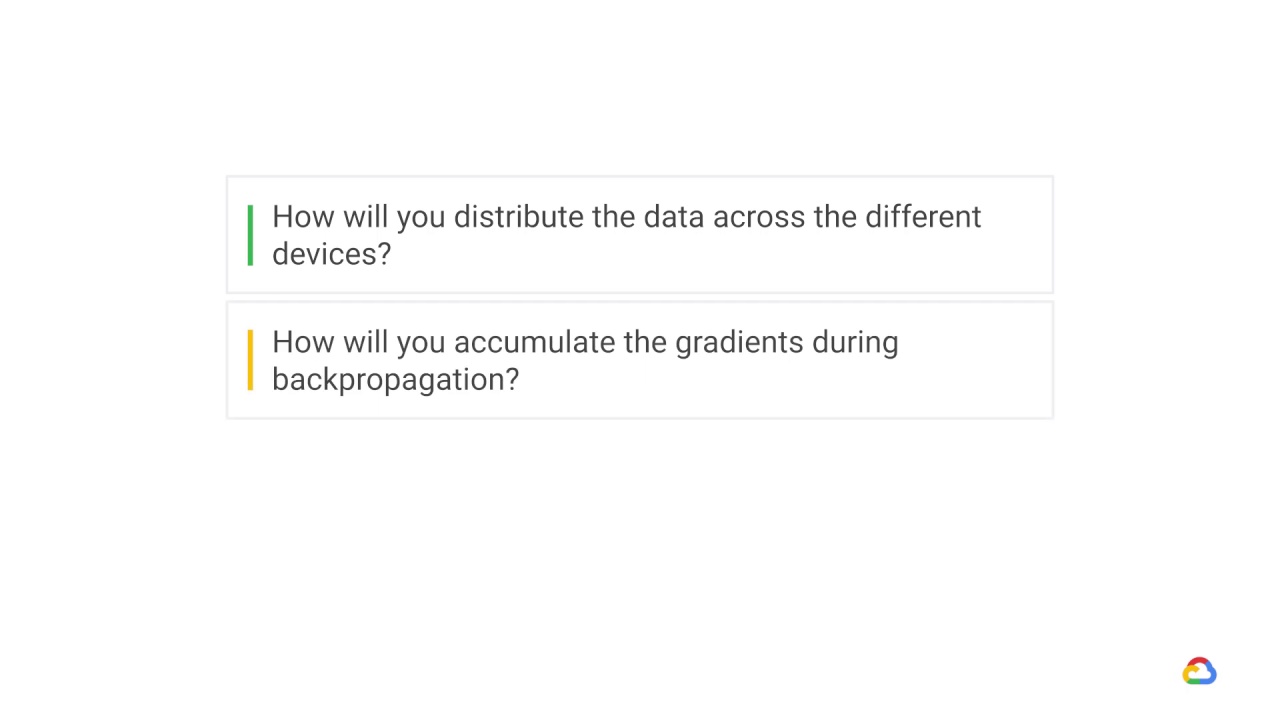 How will you distribute the data across the different
devices?
How will you accumulate the gradients during
backpropagation?